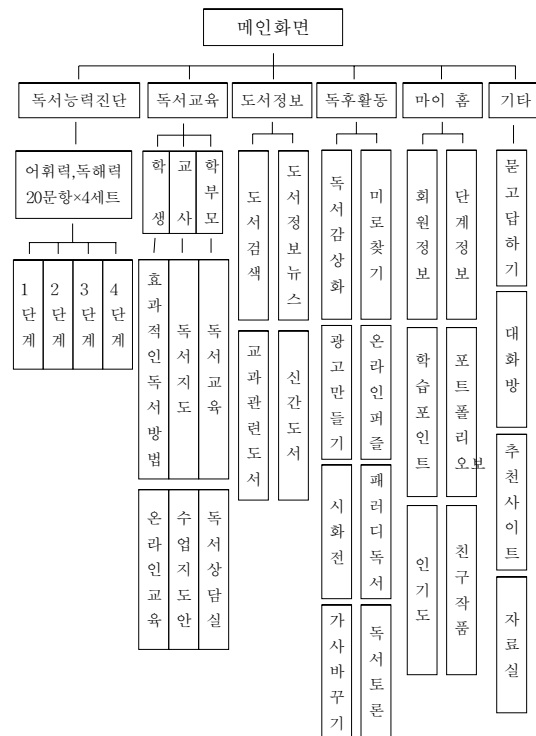 메인화면
독서능력진단
독서교육
도서정보
독후활동
마이 홈
기타
어휘력,독해력
20문항×4세트
1단계
2단계
3단계
4단계
학생
교사
학부모
효과적인독서방법
독서지도
독서교육
온라인교육
수업지도안
독서상담실
도서검색
도서정보뉴스
교과관련도서
신간도서
독서감상화
미로찾기
광고만들기
온라인퍼즐
시화전
패러디독서
가사바꾸기
독서토론
회원정보
단계정보
학습포인트
포트폴리오보
인기도
친구작품
묻고답하기
대화방
추천사이트
자료실